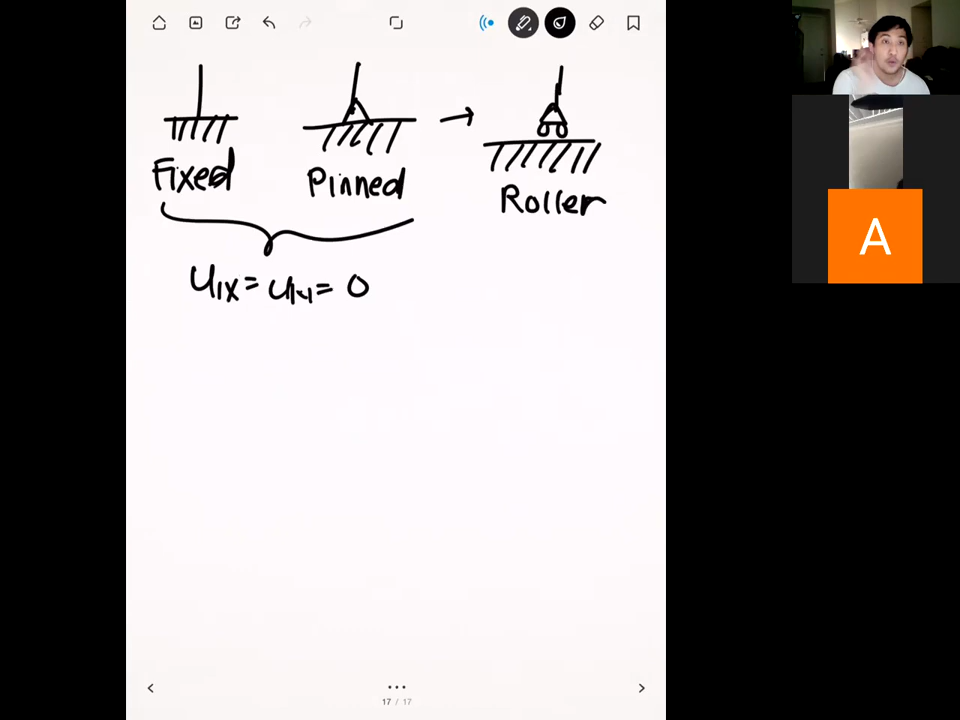 Fixed
Pinned
Roller
U1x = U1y = 0
17 / 17
A